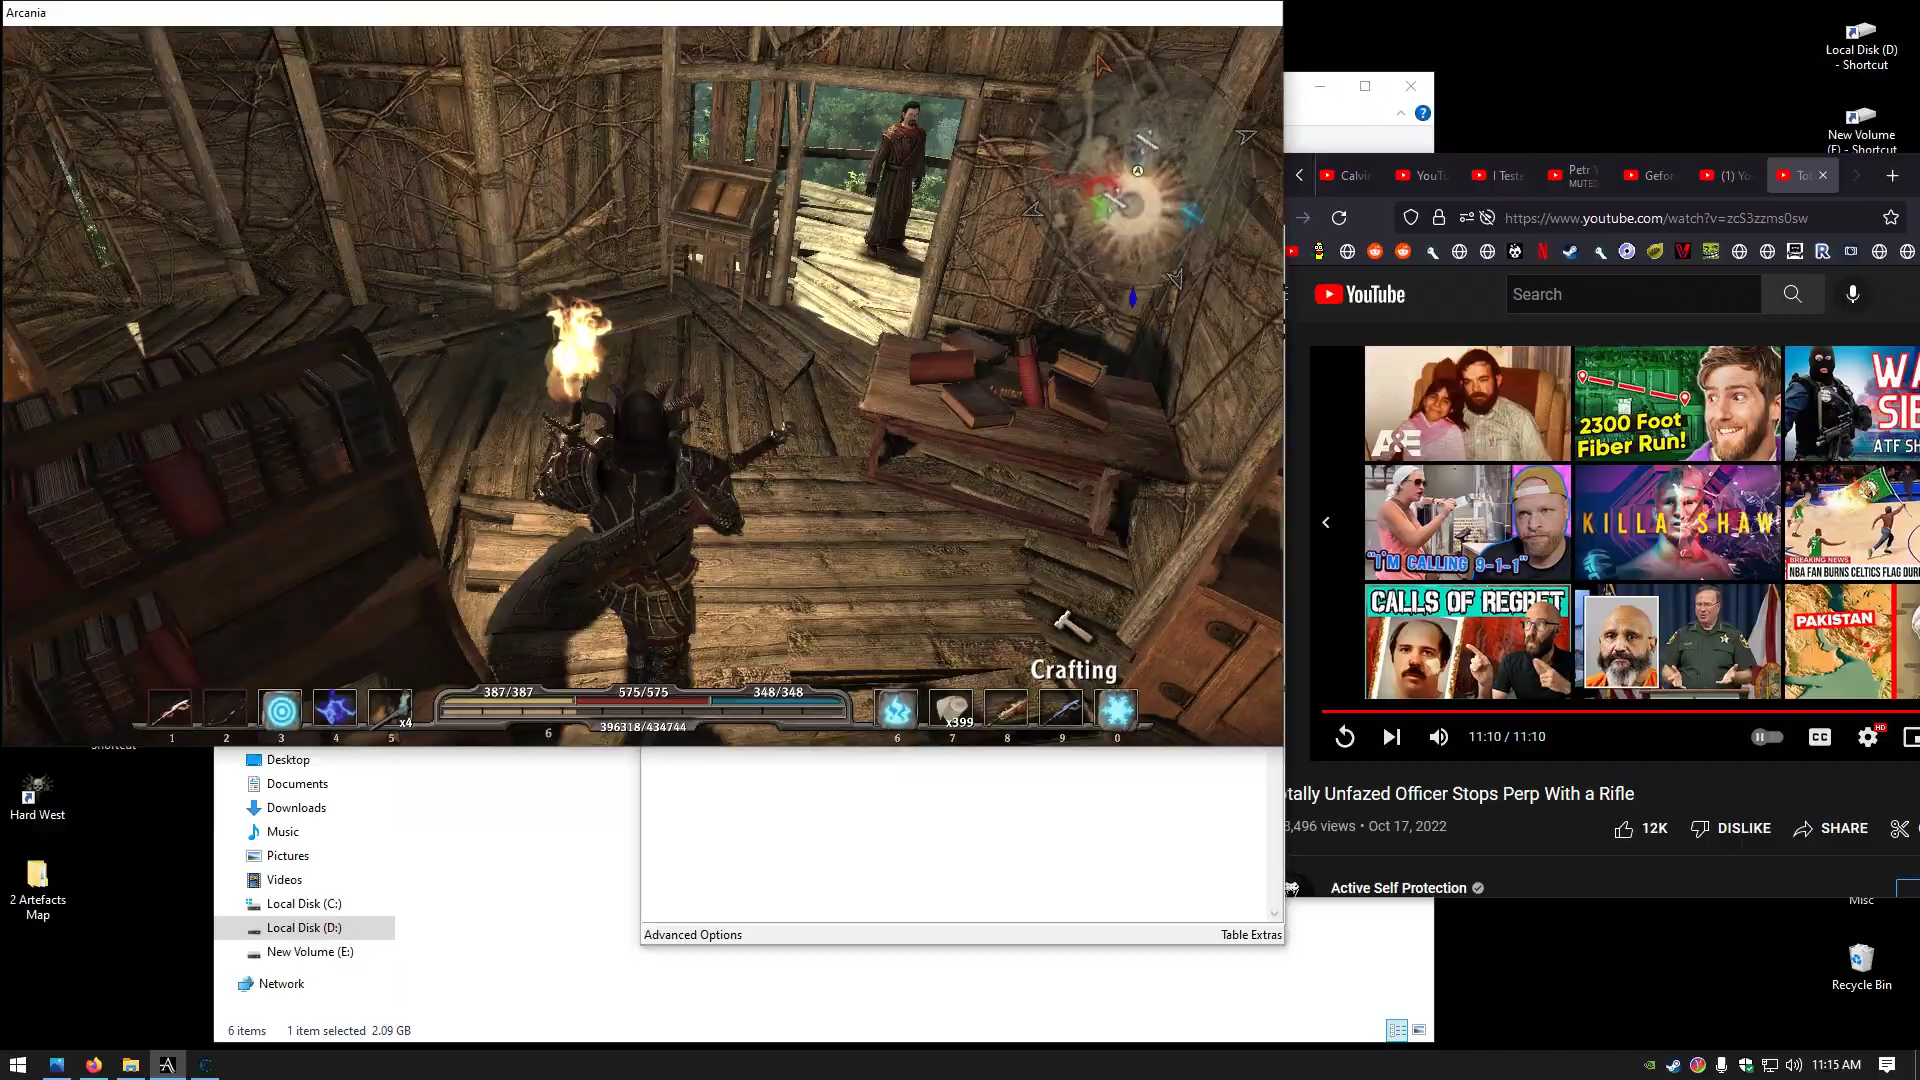 Arcania
Local Disk (D)
- Shortcut
New Volume
(E) - Shortcut
Calvin
YouTu
I Teste
Petr
MUTED
Gefor
(1) Yo
https://www.youtube.com/watch?v=zcS3zzms0sw
YouTube
Search
A&E
2300 Foot
Fiber Run!
ATF
"I'M CALLING 9-1-1"
KILLA SHAW
BREAKING NEWS
NBA FAN BURNS CELTICS FLAG
CALLS OF REGRET
PAKISTAN
Crafting
387/387
575/575
348/348
x4
x399
396318/434744
1
2
3
4
5
6
6
7
8
9
0
11:10 / 11:10
CC
HD
tally Unfazed Officer Stops Perp With a Rifle
,496 views • Oct 17, 2022
12K
DISLIKE
SHARE
Active Self Protection
Shortcut
Hard West
2 Artefacts
Map
Desktop
Documents
Downloads
Music
Pictures
Videos
Local Disk (C:)
Local Disk (D:)
New Volume (E:)
Network
Advanced Options
Table Extras
6 items
1 item selected 2.09 GB
Misc
Recycle Bin
11:15 AM